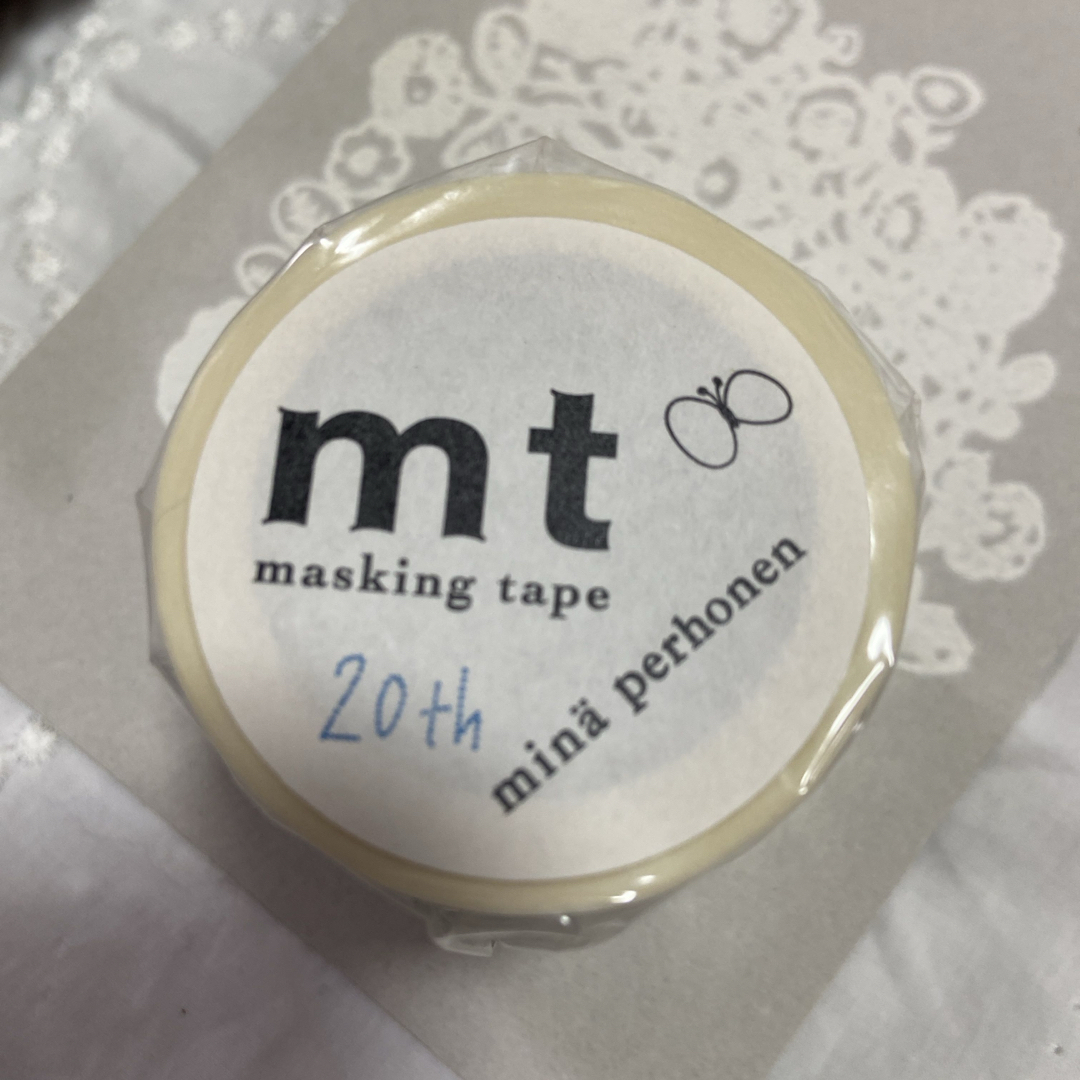 mt
masking tape
20th
minä perhonen